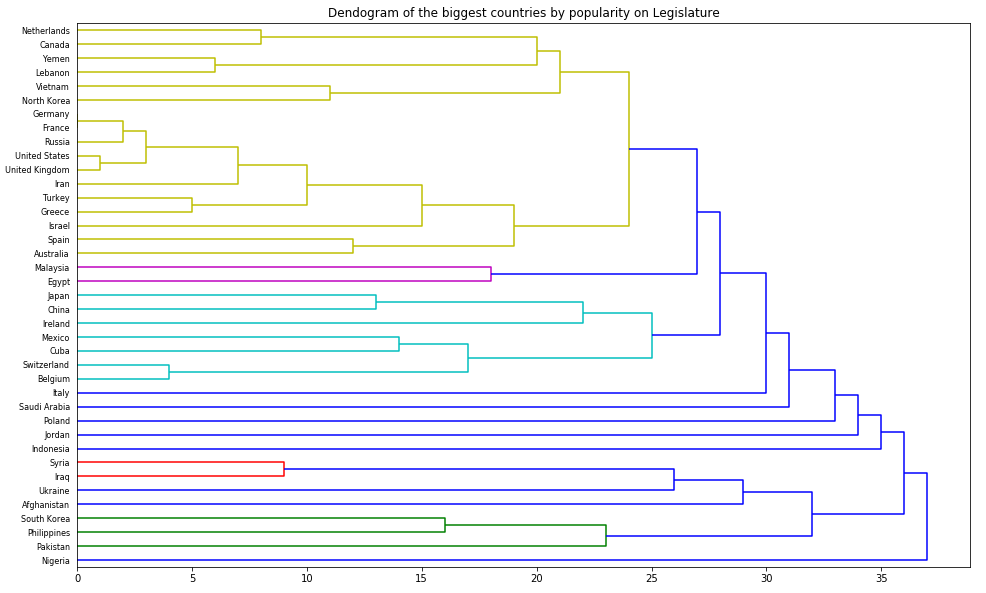 Dendogram of the biggest countries by popularity on Legislature
Netherlands
Canada
Yemen
Lebanon
Vietnam
North Korea
Germany
France
Russia
United States
United Kingdom
Iran
Turkey
Greece
Israel
Spain
Australia
Malaysia
Egypt
Japan
China
Ireland
Mexico
Cuba
Switzerland
Belgium
Italy
Saudi Arabia
Poland
Jordan
Indonesia
Syria
Iraq
Ukraine
Afghanistan
South Korea
Philippines
Pakistan
Nigeria
0 5 10 15 20 25 30 35